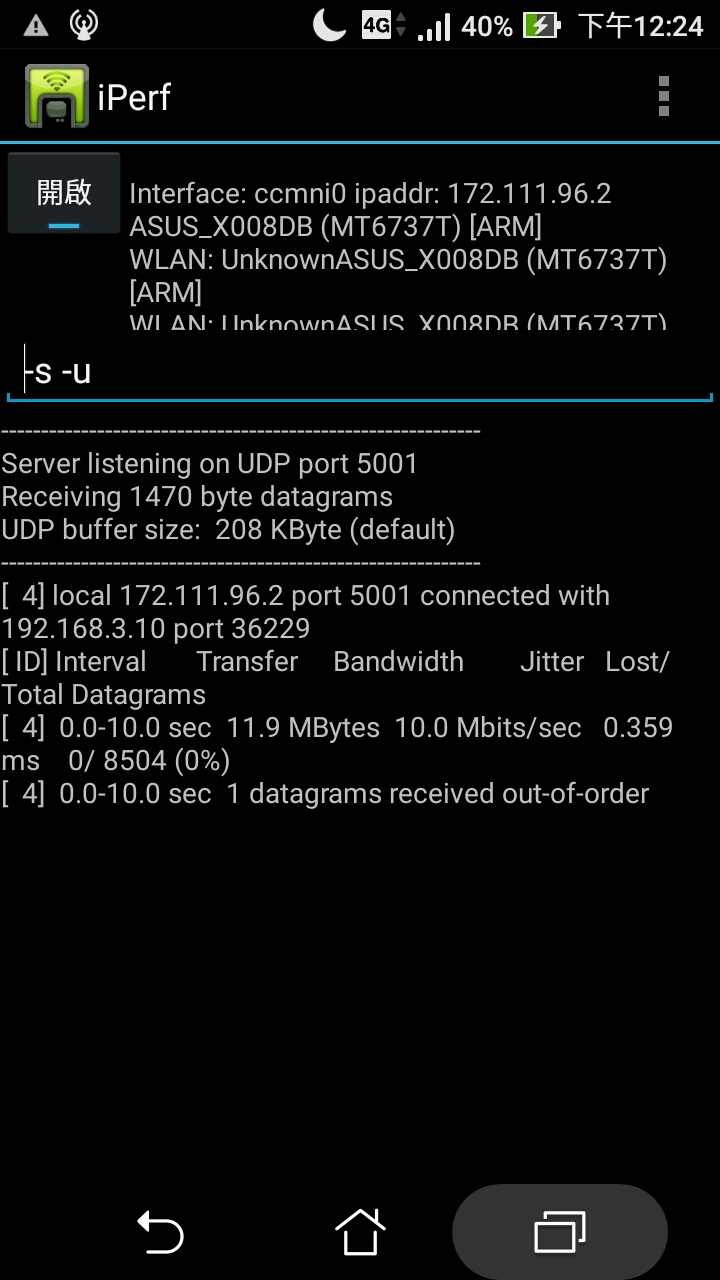 4G 40% 下午12:24
iPerf
開啟
Interface: ccmni0 ipaddr: 172.111.96.2
ASUS_X008DB (MT6737T) [ARM]
WLAN: UnknownASUS_X008DB (MT6737T)
[ARM]
WLAN: UnknownASUS_X008DB (MT6737T)
-s -u
------------------------------------------------------------
Server listening on UDP port 5001
Receiving 1470 byte datagrams
UDP buffer size:  208 KByte (default)
------------------------------------------------------------
[  4] local 172.111.96.2 port 5001 connected with
192.168.3.10 port 36229
[ ID] Interval       Transfer     Bandwidth        Jitter   Lost/
Total Datagrams
[  4]  0.0-10.0 sec  11.9 MBytes  10.0 Mbits/sec   0.359
ms    0/ 8504 (0%)
[  4]  0.0-10.0 sec  1 datagrams received out-of-order